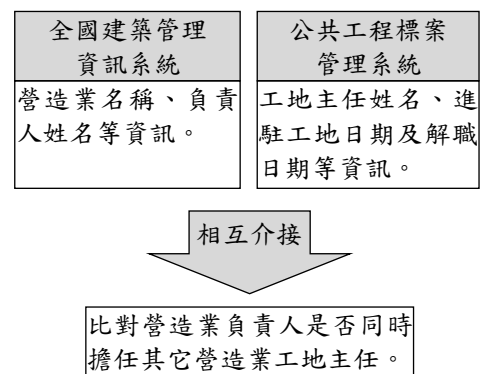 全國建築管理
資訊系統
營造業名稱、負責
人姓名等資訊。
公共工程標案
管理系統
工地主任姓名、進
駐工地日期及解職
日期等資訊。
相互介接
比對營造業負責人是否同時
擔任其它營造業工地主任。